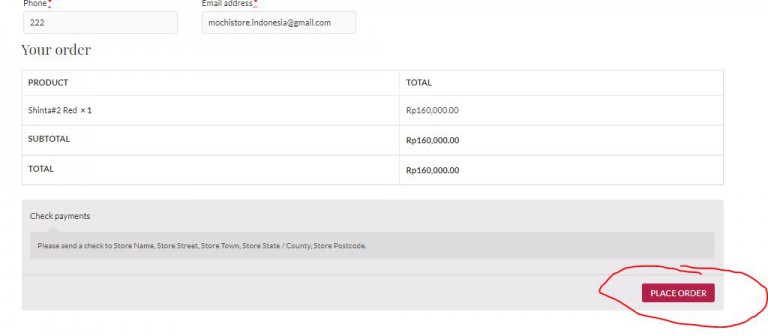 Phone * Email address *
222 mochistore.indonesia@gmail.com
Your order
PRODUCT TOTAL
Shinta#2 Red × 1 Rp160,000.00
SUBTOTAL Rp160,000.00
TOTAL Rp160,000.00
Check payments
Please send a check to Store Name, Store Street, Store Town, Store State / County, Store Postcode.
PLACE ORDER